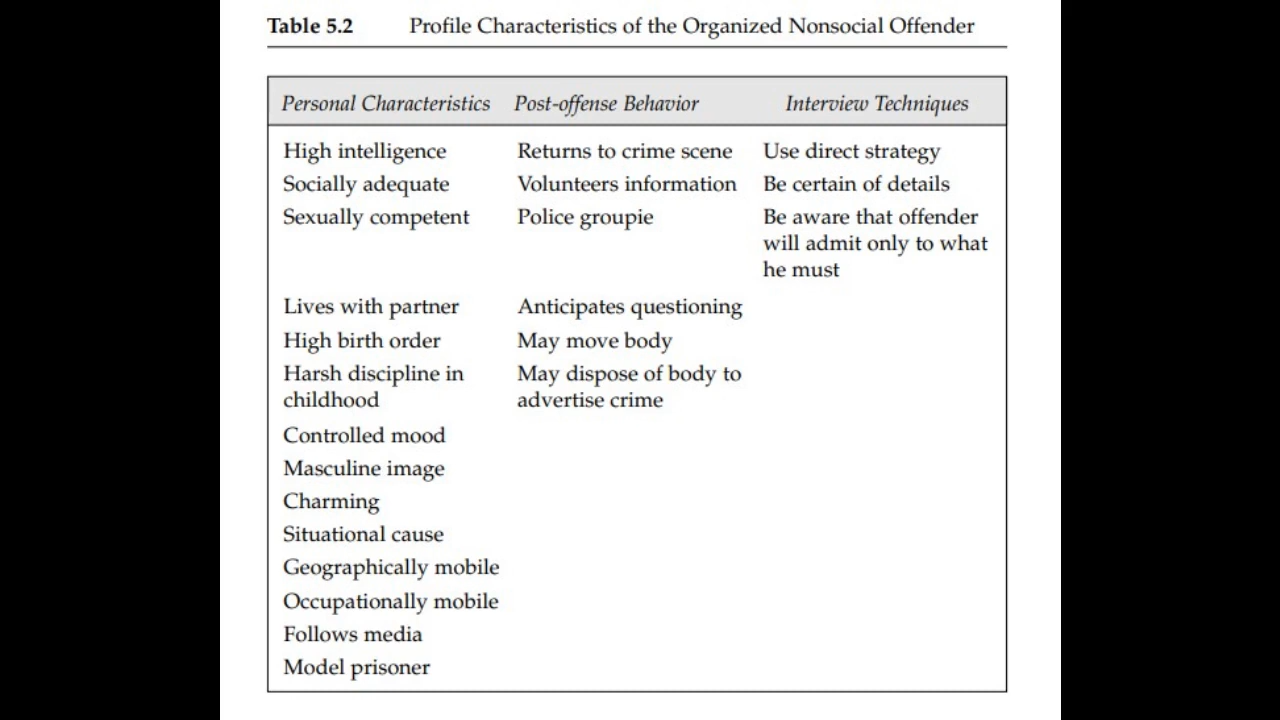 Table 5.2 Profile Characteristics of the Organized Nonsocial Offender
Personal Characteristics Post-offense Behavior Interview Techniques
High intelligence Returns to crime scene Use direct strategy
Socially adequate Volunteers information Be certain of details
Sexually competent Police groupie Be aware that offender
will admit only to what
he must
Lives with partner Anticipates questioning
High birth order May move body
Harsh discipline in May dispose of body to
childhood advertise crime
Controlled mood
Masculine image
Charming
Situational cause
Geographically mobile
Occupationally mobile
Follows media
Model prisoner